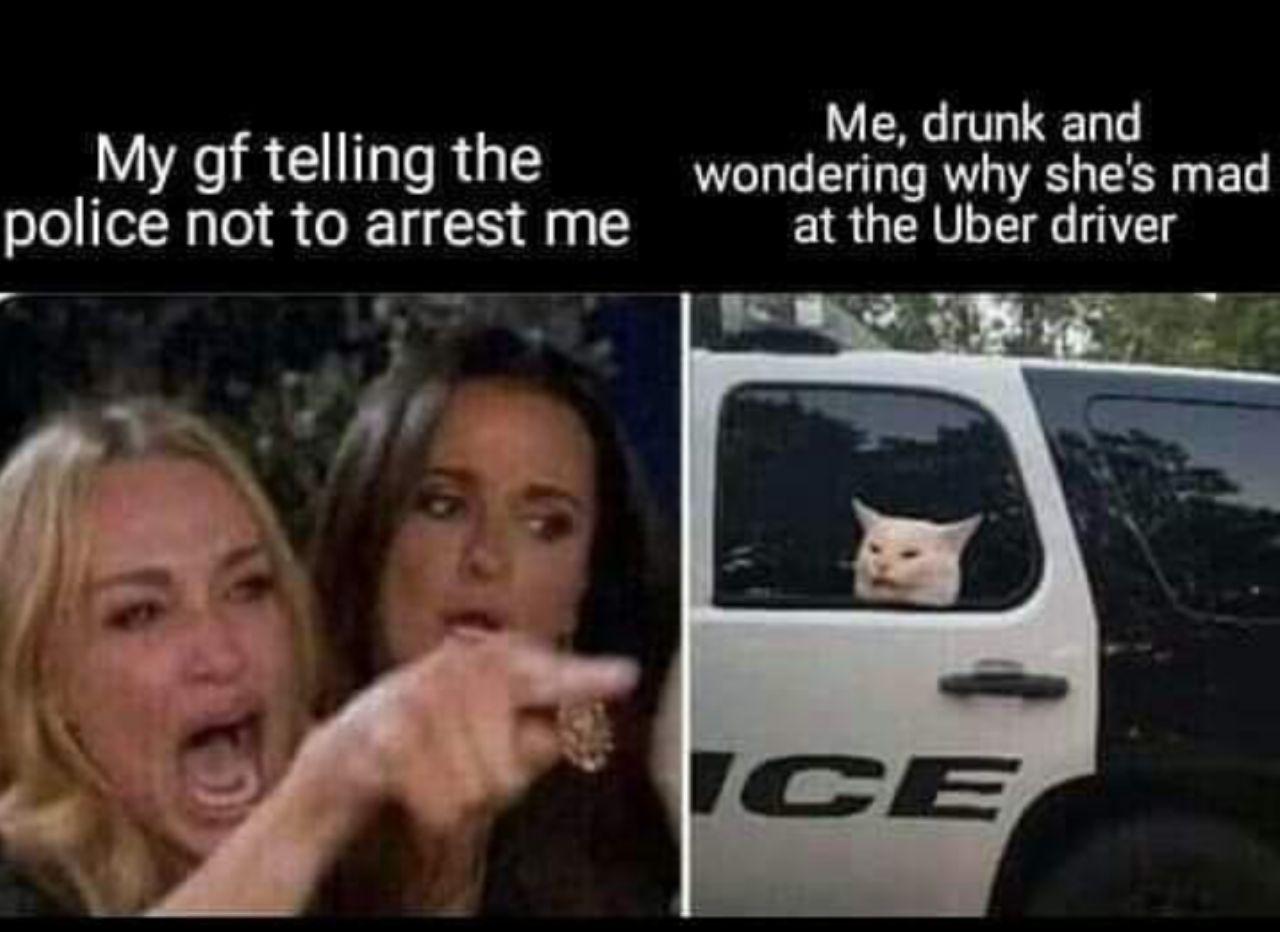 My gf telling the
police not to arrest me
Me, drunk and
wondering why she's mad
at the Uber driver
ICE